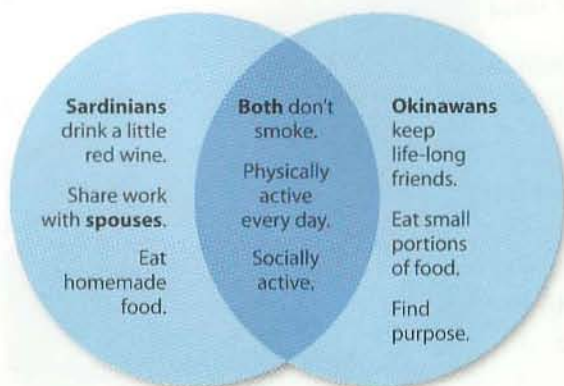 Sardinians
drink a little
red wine.
Share work
with spouses.
Eat
homemade
food.
Both don't
smoke.
Physically
active
every day.
Socially
active.
Okinawans
keep
life-long
friends.
Eat small
portions
of food.
Find
purpose.